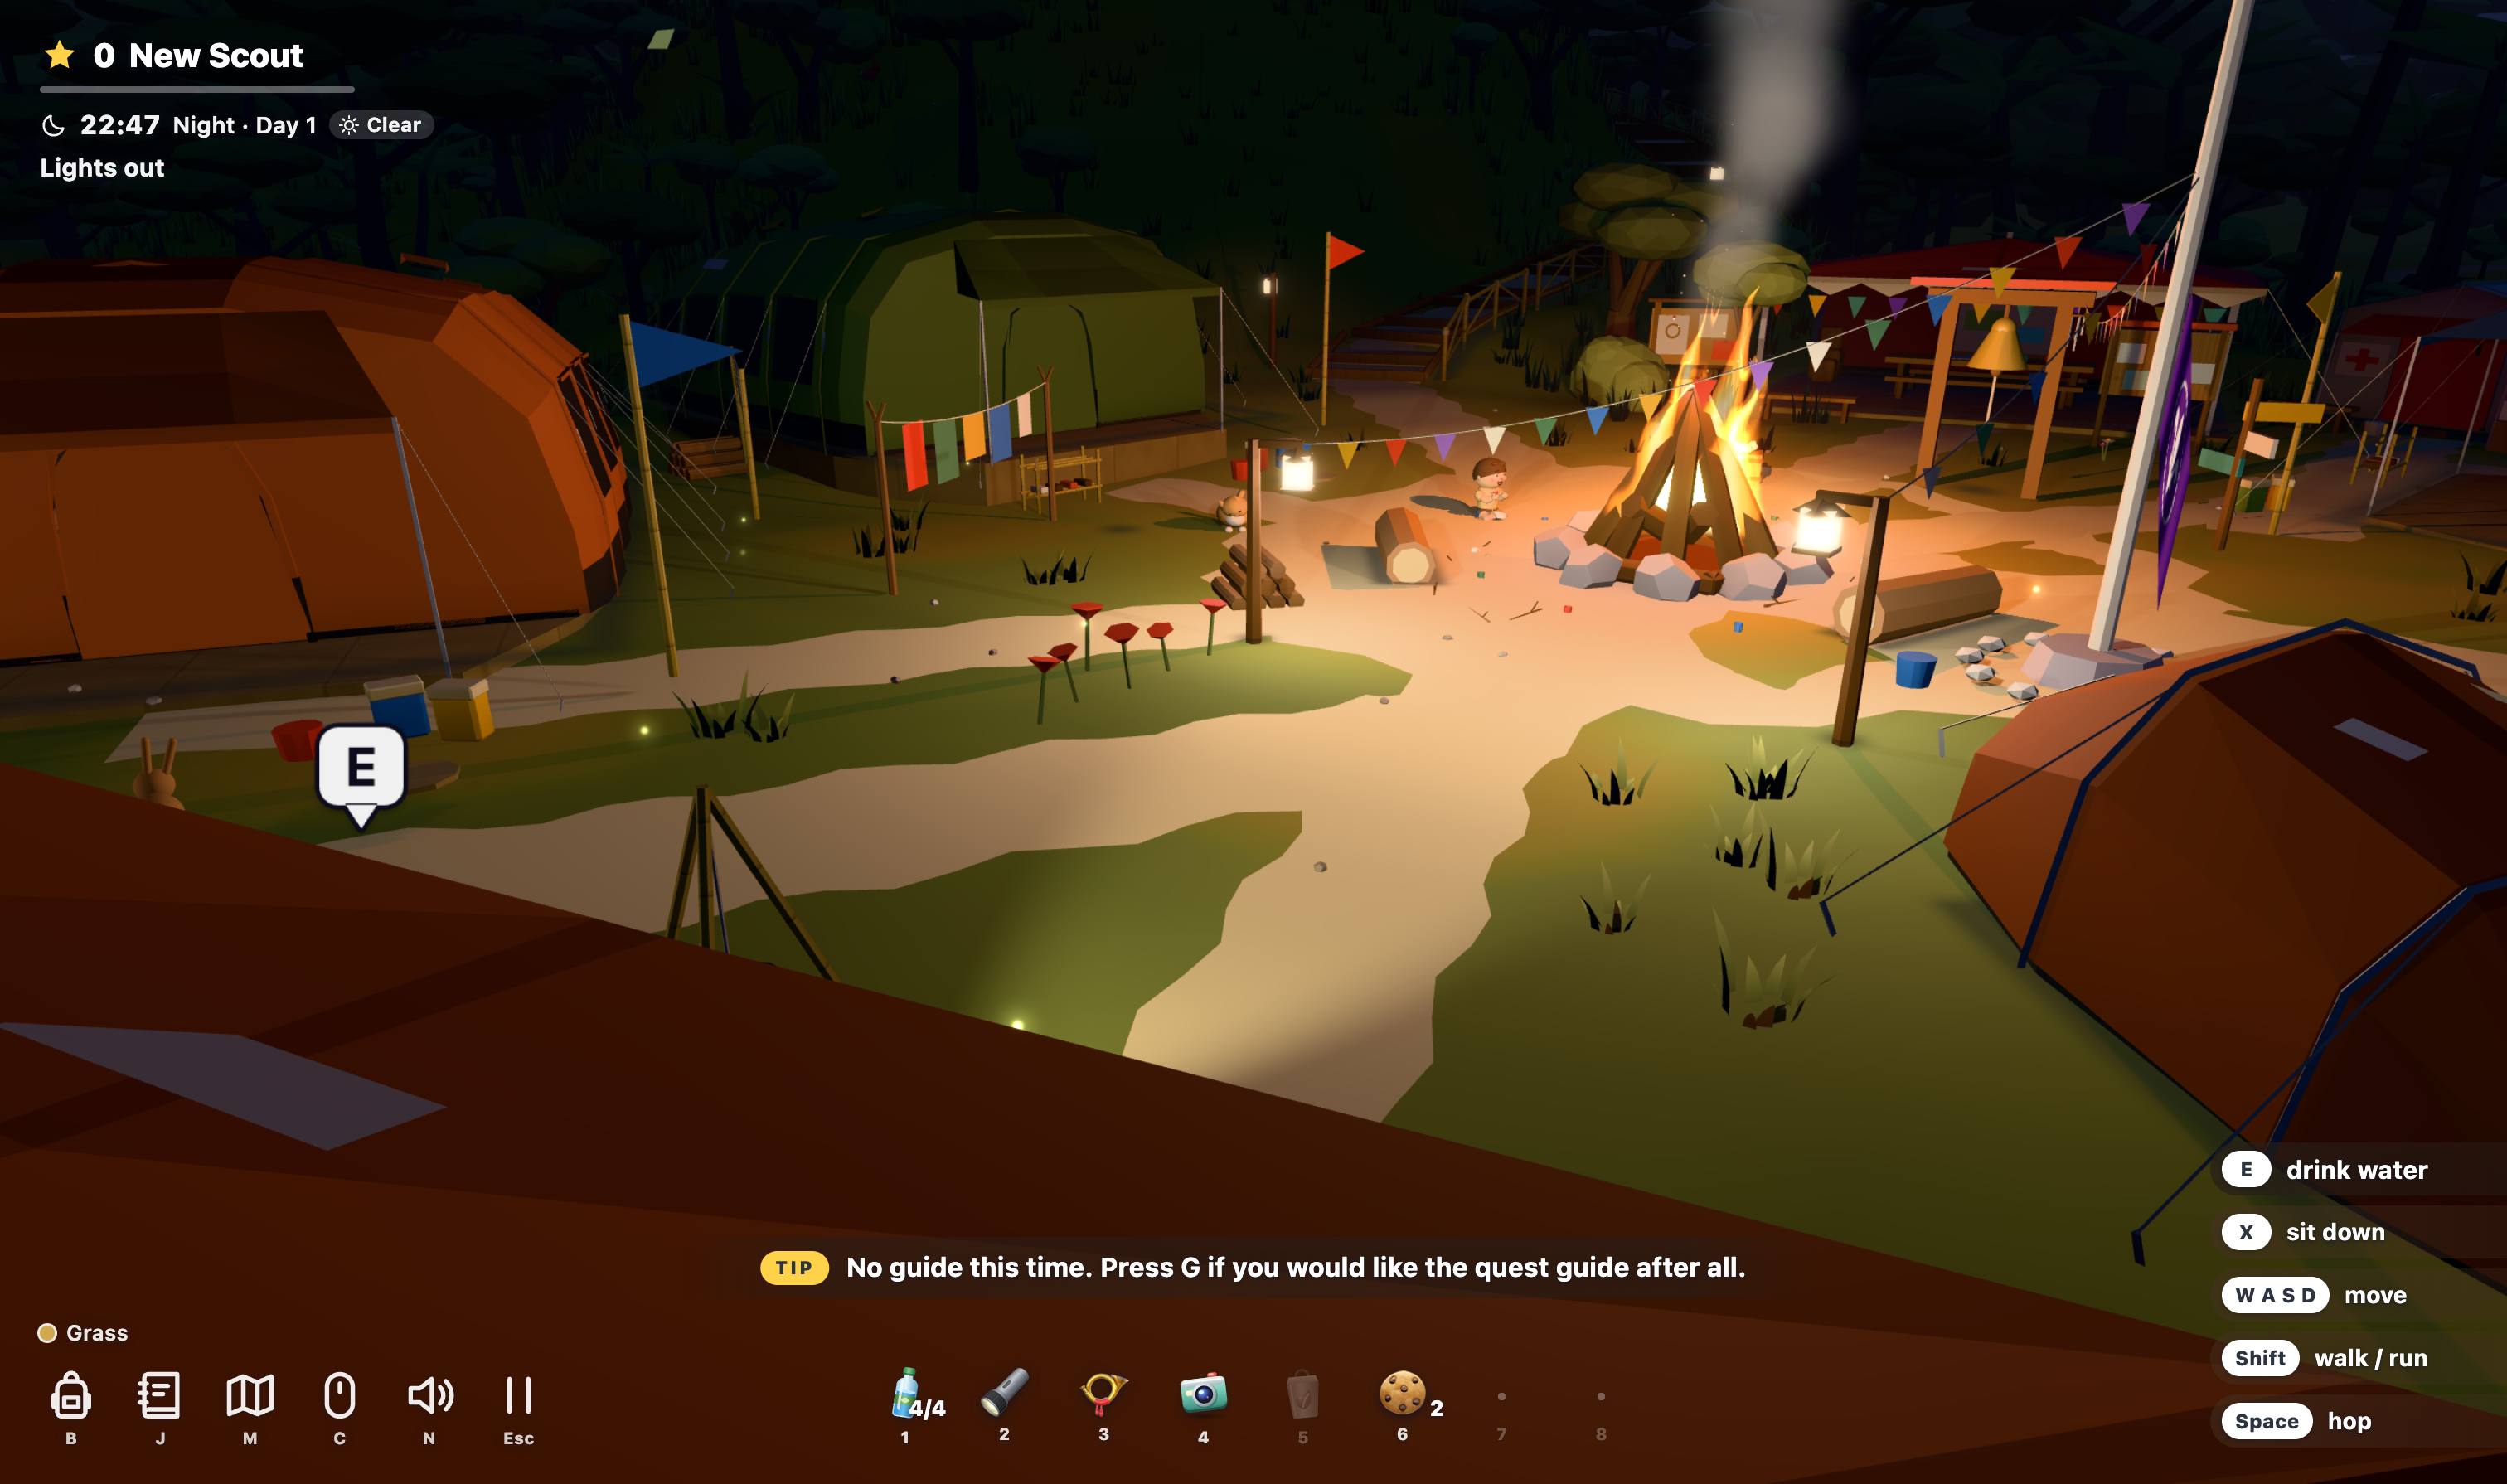 0 New Scout
22:47 Night · Day 1 Clear
Lights out
E
E drink water
X sit down
W A S D move
Shift walk / run
Space hop
TIP No guide this time. Press G if you would like the quest guide after all.
Grass
B J M C N Esc
4/4 2
1 2 3 4 5 6 7 8